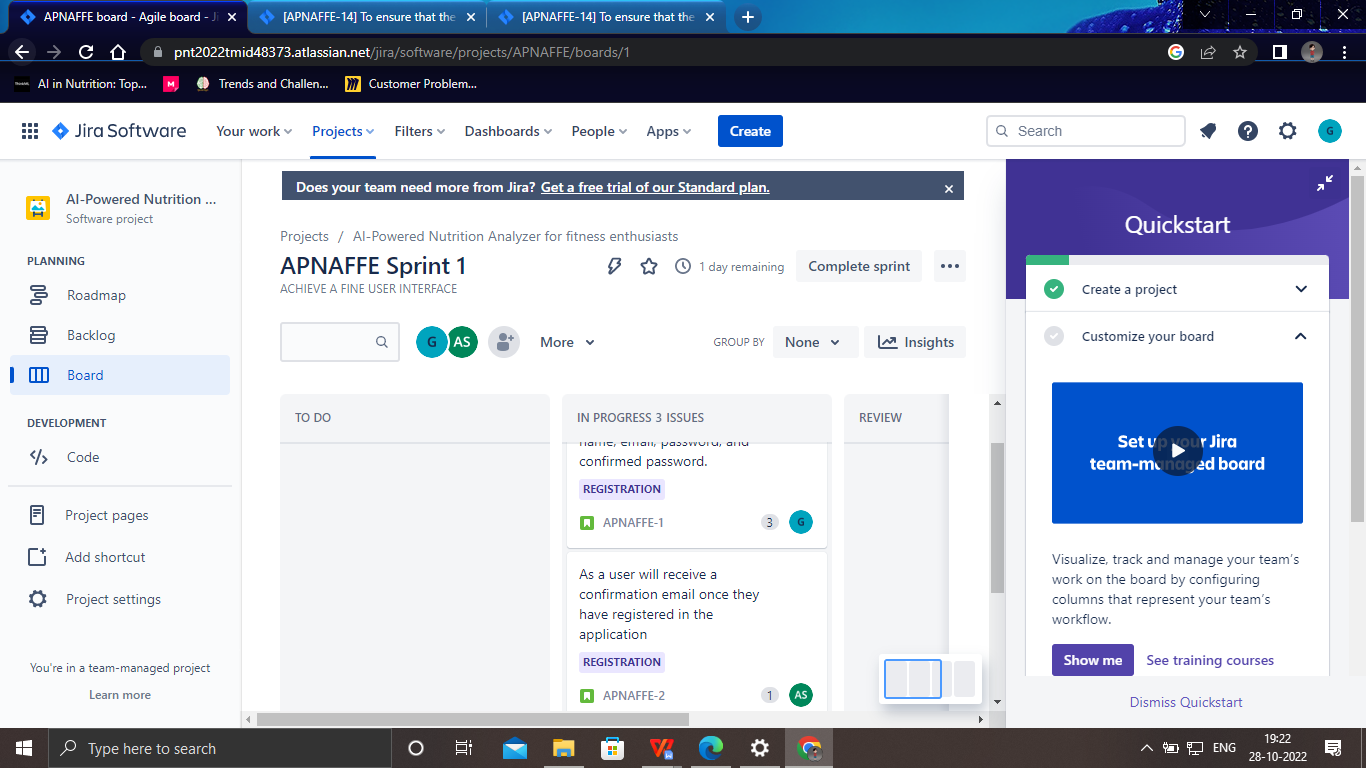 APNAFFE board - Agile board - Ji
[APNAFFE-14] To ensure that the
[APNAFFE-14] To ensure that the
pnt2022tmid48373.atlassian.net/jira/software/projects/APNAFFE/boards/1
AI in Nutrition: Top...
Trends and Challen...
Customer Problem...
Jira Software
Your work
Projects
Filters
Dashboards
People
Apps
Create
Search
G
AI-Powered Nutrition ...
Software project
PLANNING
Roadmap
Backlog
Board
DEVELOPMENT
Code
Project pages
Add shortcut
Project settings
You're in a team-managed project
Learn more
Does your team need more from Jira? Get a free trial of our Standard plan.
Projects / AI-Powered Nutrition Analyzer for fitness enthusiasts
APNAFFE Sprint 1
1 day remaining
Complete sprint
ACHIEVE A FINE USER INTERFACE
G
AS
More
GROUP BY
None
Insights
TO DO
IN PROGRESS 3 ISSUES
REVIEW
name, email, password, and
confirmed password.
REGISTRATION
APNAFFE-1
3
G
As a user will receive a
confirmation email once they
have registered in the
application
REGISTRATION
APNAFFE-2
1
AS
Quickstart
Create a project
Customize your board
Set up your Jira
team-managed board
Visualize, track and manage your team's
work on the board by configuring
columns that represent your team's
workflow.
Show me
See training courses
Dismiss Quickstart
Type here to search
ENG
19:22
28-10-2022